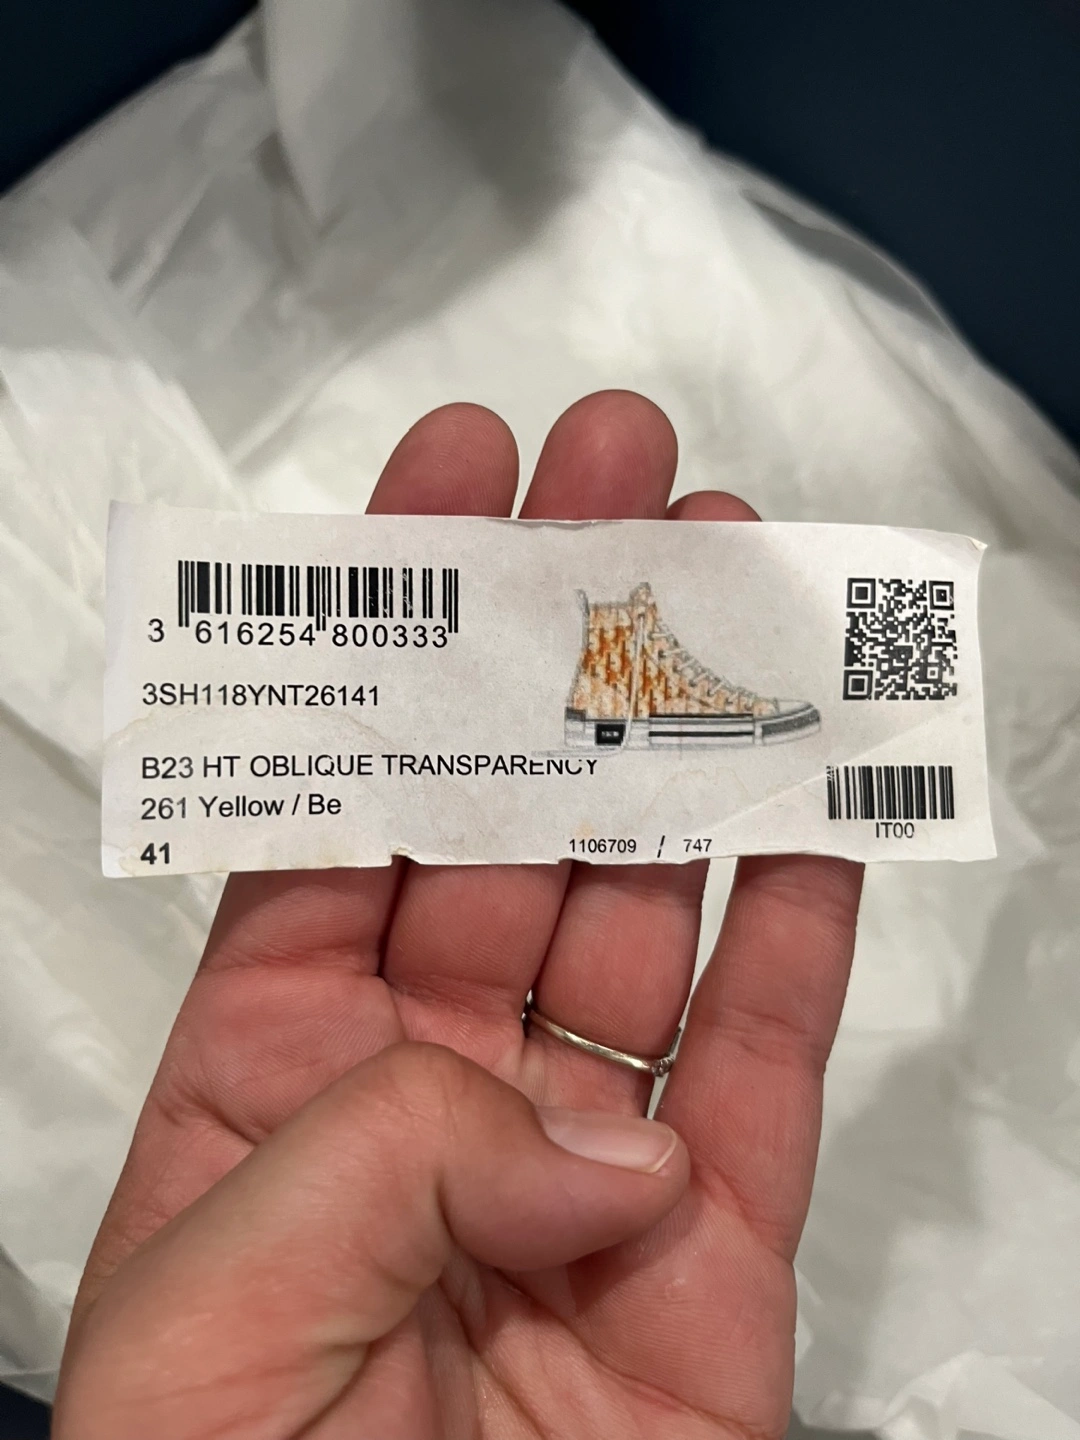 3 616254 800333
3SH118YNT26141
B23 HT OBLIQUE TRANSPARENCY
261 Yellow / Be
41
1106709 / 747
IT00